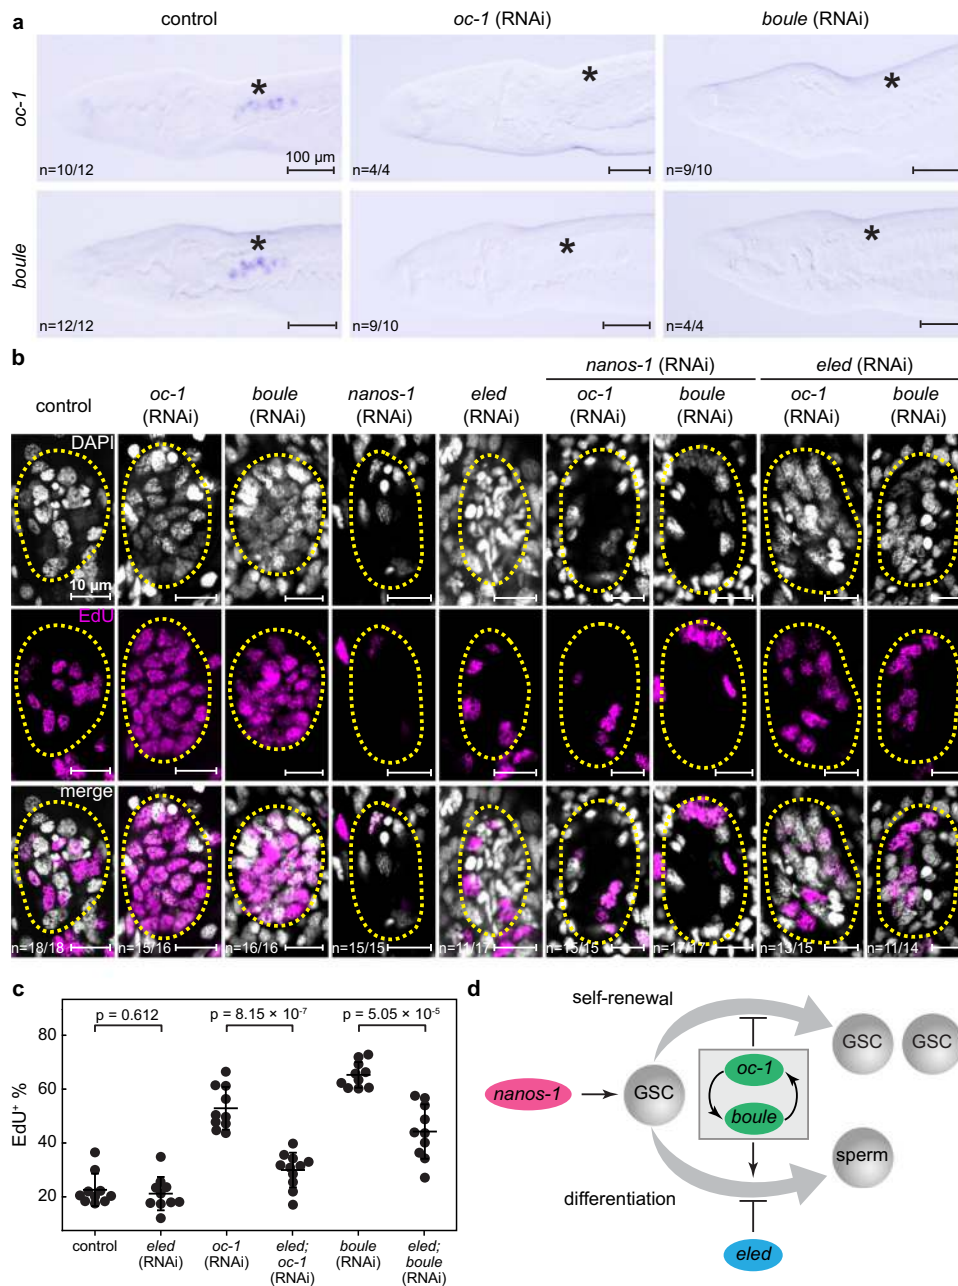 a
control
oc-1 (RNAi)
boule (RNAi)
oc-1
*
*
*
n=10/12
100 µm
n=4/4
n=9/10
boule
*
*
*
n=12/12
n=9/10
n=4/4
b
nanos-1 (RNAi)
eled (RNAi)
control
oc-1 (RNAi)
boule (RNAi)
nanos-1 (RNAi)
eled (RNAi)
oc-1 (RNAi)
boule (RNAi)
oc-1 (RNAi)
boule (RNAi)
DAPI
10 µm
EdU
merge
n=18/18
n=15/16
n=16/16
n=15/15
n=11/17
n=15/15
n=17/17
n=13/15
n=11/14
c
p = 0.612
p = 8.15 × 10⁻⁷
p = 5.05 × 10⁻⁵
EdU⁺ %
80
60
40
20
control
eled (RNAi)
oc-1 (RNAi)
eled; oc-1 (RNAi)
boule (RNAi)
eled; boule (RNAi)
d
self-renewal
GSC
GSC
nanos-1
GSC
oc-1
boule
sperm
differentiation
eled